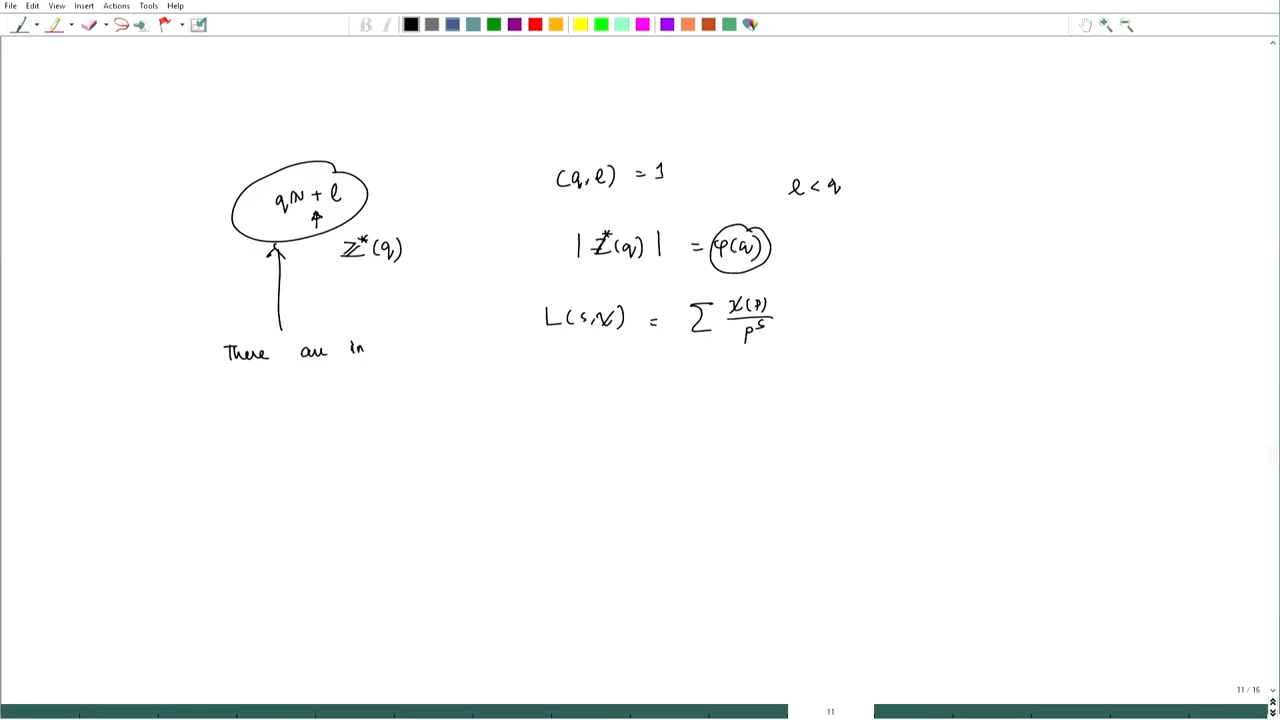 File Edit View Insert Actions Tools Help
B I
qℕ + l
(q,l) = 1
l < q
ℤ*(q)
|ℤ*(q)| = φ(q)
L(s,χ) = ∑ χ(p)/p^s
There are in
11 / 16
11